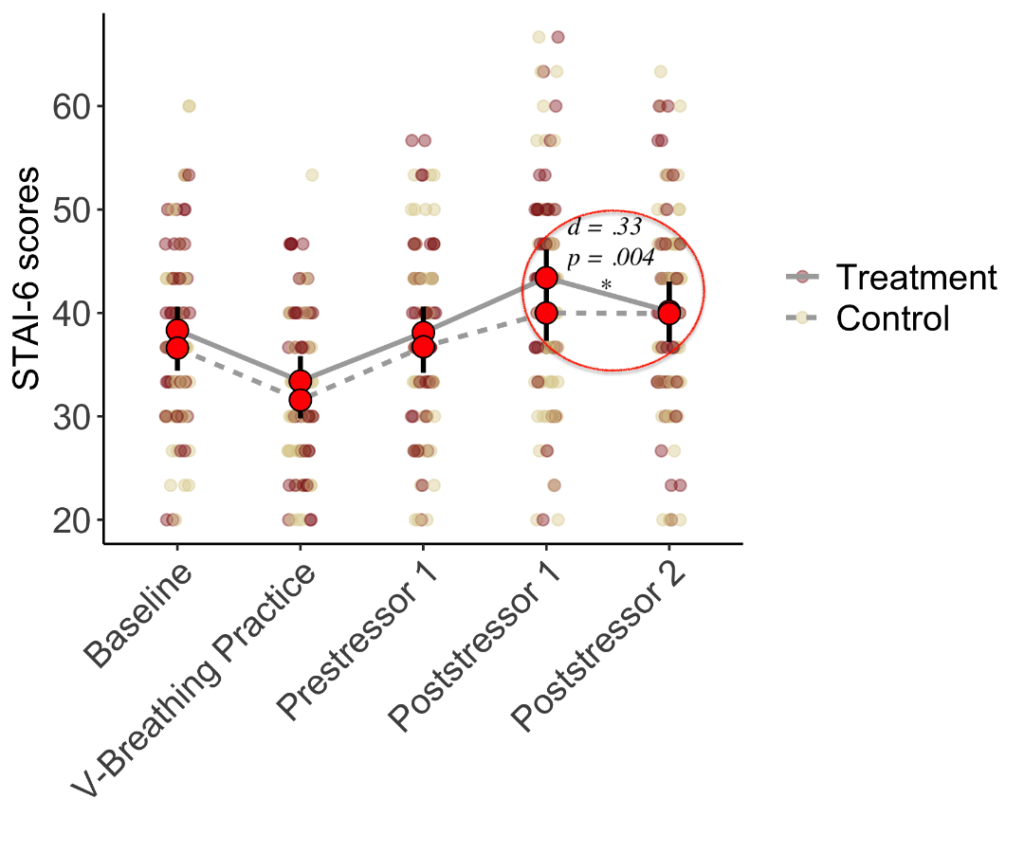 STAI-6 scores
60
50
40
30
20
d = .33
p = .004
*
Treatment
Control
Baseline
V-Breathing Practice
Prestressor 1
Poststressor 1
Poststressor 2